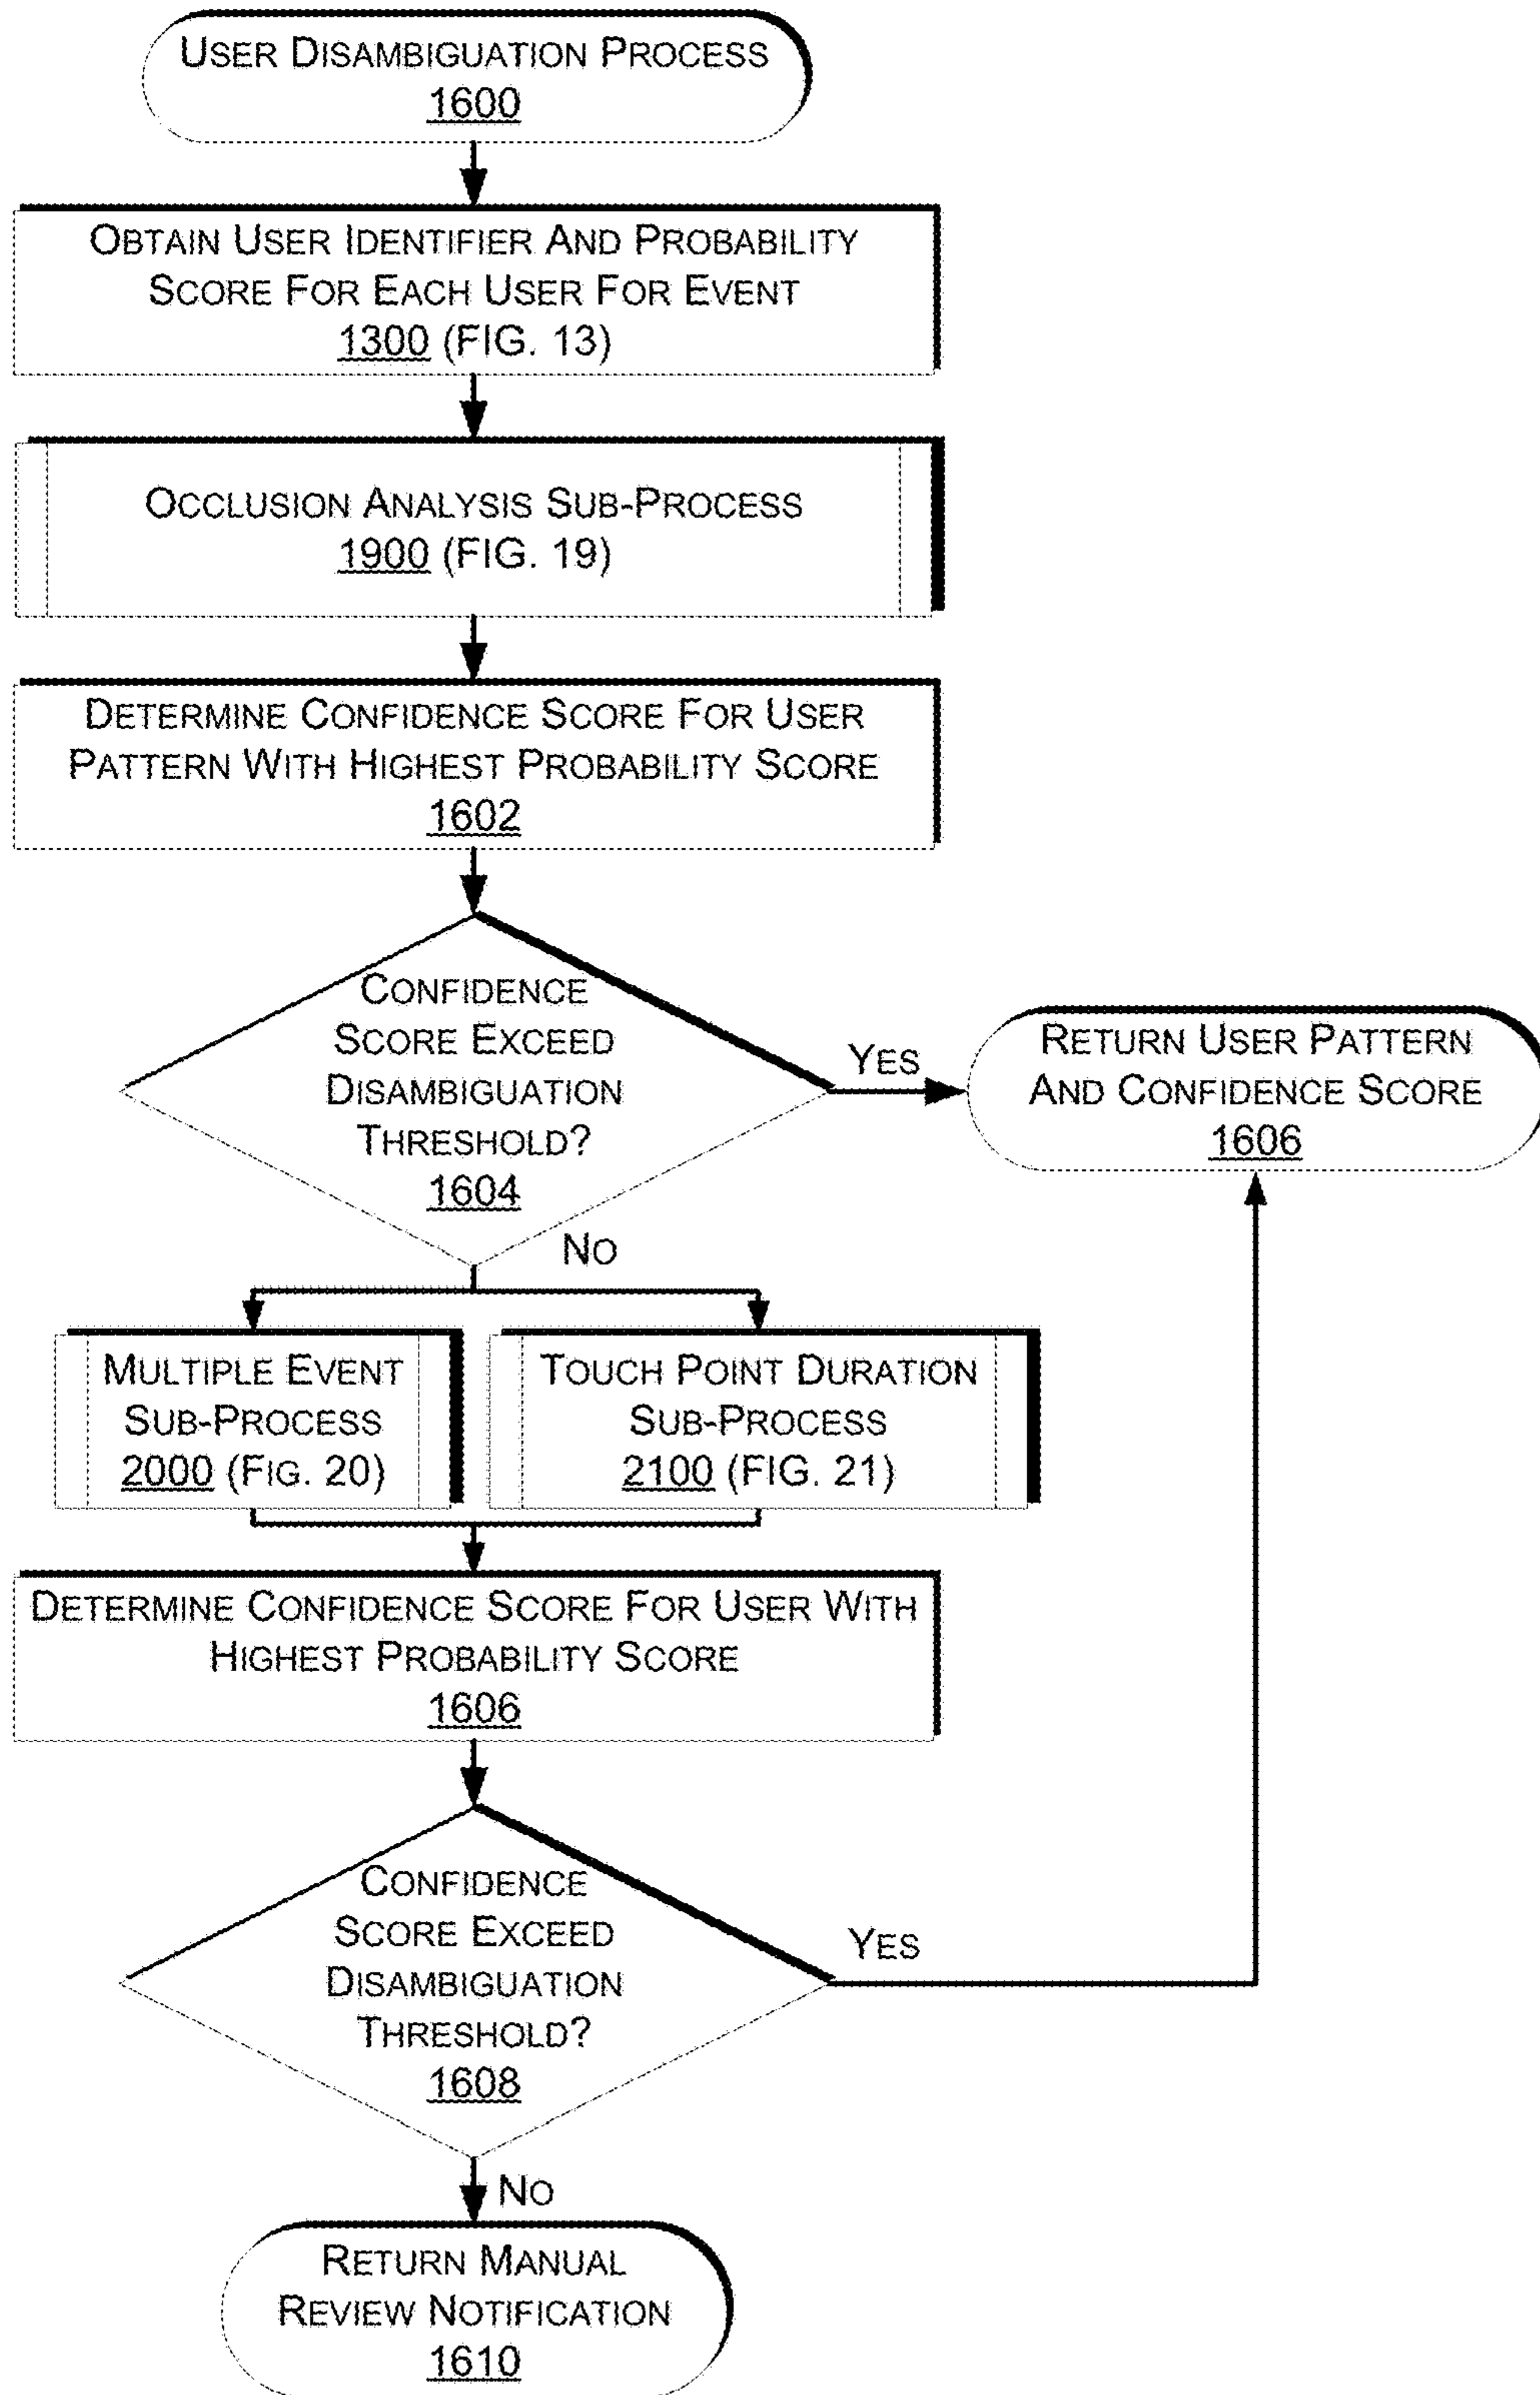 USER DISAMBIGUATION PROCESS
1600
OBTAIN USER IDENTIFIER AND PROBABILITY
SCORE FOR EACH USER FOR EVENT
1300 (FIG. 13)
OCCLUSION ANALYSIS SUB-PROCESS
1900 (FIG. 19)
DETERMINE CONFIDENCE SCORE FOR USER
PATTERN WITH HIGHEST PROBABILITY SCORE
1602
CONFIDENCE
SCORE EXCEED
DISAMBIGUATION
THRESHOLD?
1604
YES
RETURN USER PATTERN
AND CONFIDENCE SCORE
1606
NO
MULTIPLE EVENT
SUB-PROCESS
2000 (FIG. 20)
TOUCH POINT DURATION
SUB-PROCESS
2100 (FIG. 21)
DETERMINE CONFIDENCE SCORE FOR USER WITH
HIGHEST PROBABILITY SCORE
1606
CONFIDENCE
SCORE EXCEED
DISAMBIGUATION
THRESHOLD?
1608
YES
NO
RETURN MANUAL
REVIEW NOTIFICATION
1610